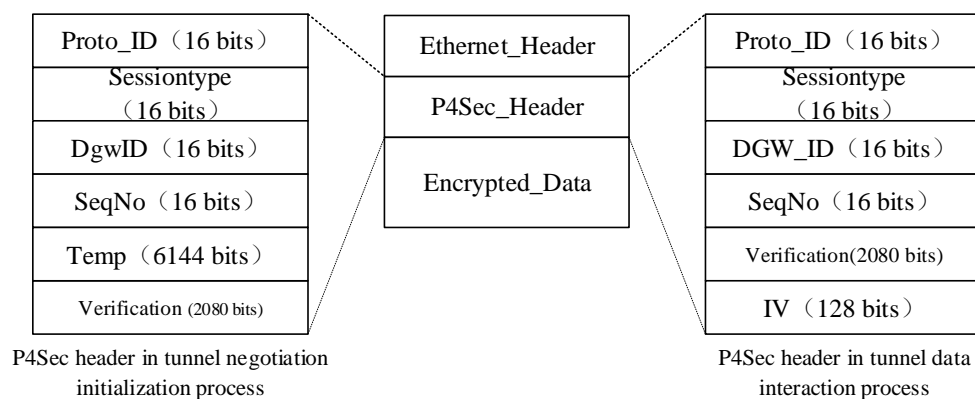 Proto_ID（16 bits）
Sessiontype
（16 bits）
DgwID（16 bits）
SeqNo（16 bits）
Temp（6144 bits）
Verification (2080 bits)
P4Sec header in tunnel negotiation
initialization process
Ethernet_Header
P4Sec_Header
Encrypted_Data
Proto_ID（16 bits）
Sessiontype
（16 bits）
DGW_ID（16 bits）
SeqNo（16 bits）
Verification(2080 bits)
IV（128 bits）
P4Sec header in tunnel data
interaction process